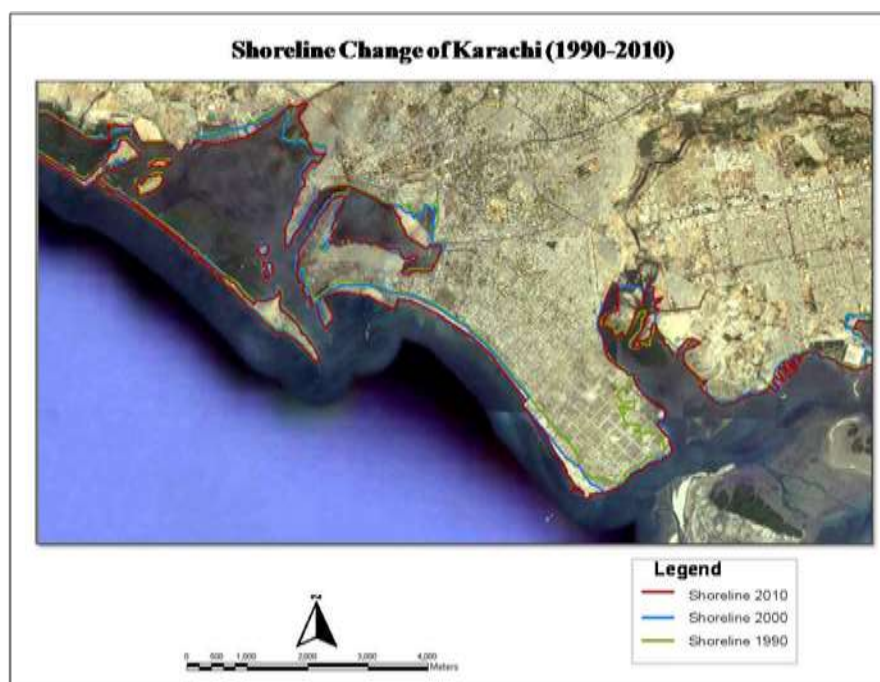 Shoreline Change of Karachi (1990-2010)
Legend
Shoreline 2010
Shoreline 2000
Shoreline 1990
N
0 500 1,000 2,000 3,000 4,000
Meters